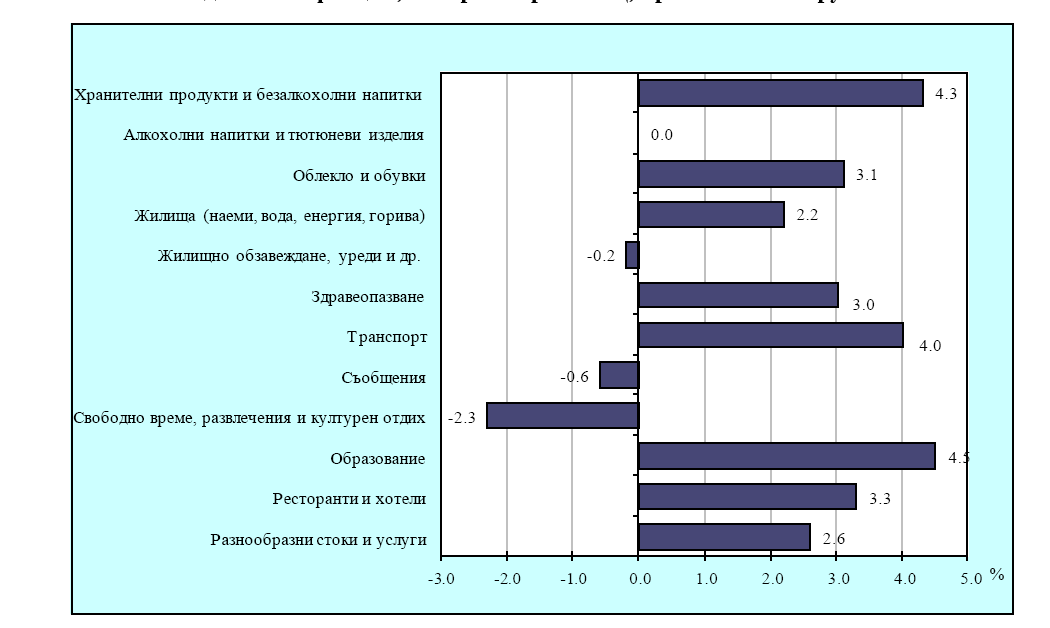 Хранителни продукти и безалкохолни напитки 4.3
Алкохолни напитки и тютюневи изделия 0.0
Облекло и обувки 3.1
Жилища (наеми, вода, енергия, горива) 2.2
Жилищно обзавеждане, уреди и др. -0.2
Здравеопазване 3.0
Транспорт 4.0
Съобщения -0.6
Свободно време, развлечения и културен отдих -2.3
Образование 4.5
Ресторанти и хотели 3.3
Разнообразни стоки и услуги 2.6
-3.0 -2.0 -1.0 0.0 1.0 2.0 3.0 4.0 5.0 %